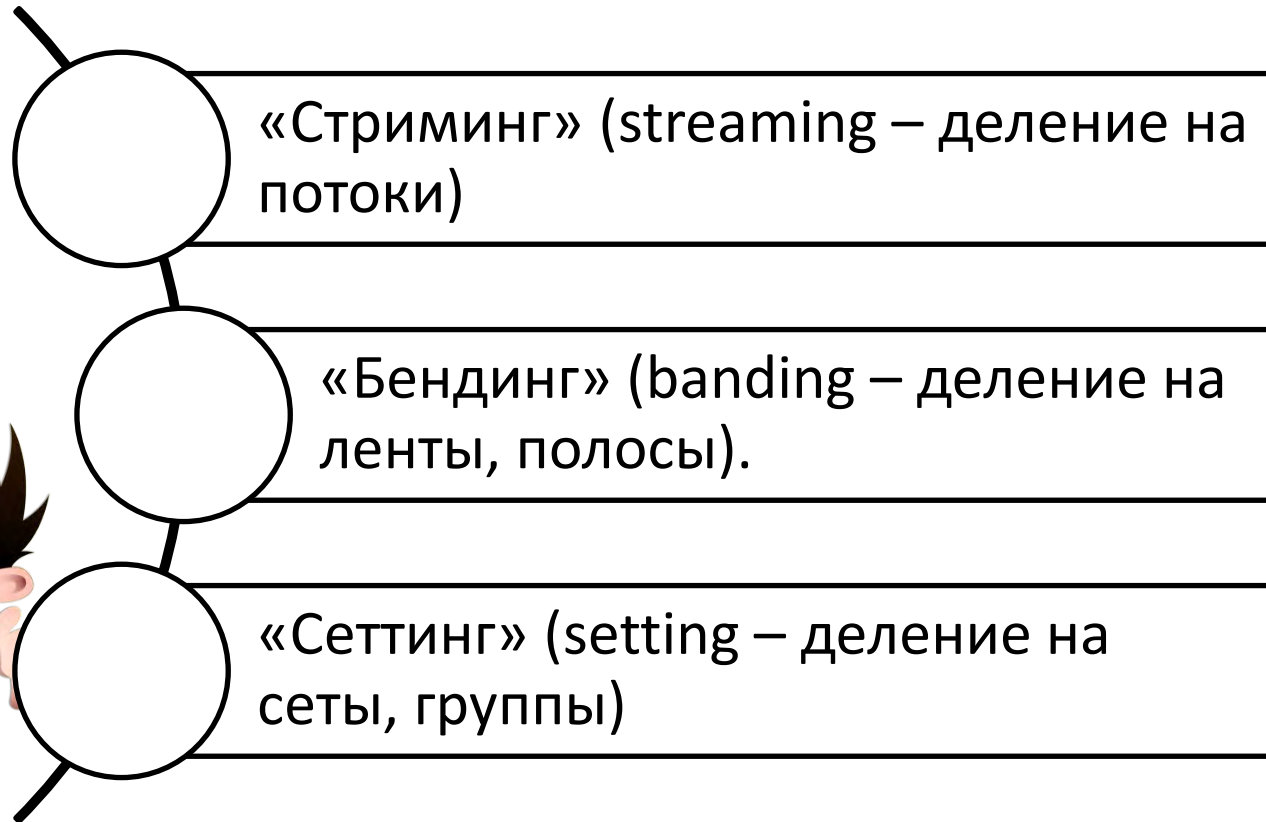 «Стриминг» (streaming – деление на
потоки)
«Бендинг» (banding – деление на
ленты, полосы).
«Сеттинг» (setting – деление на
сеты, группы)